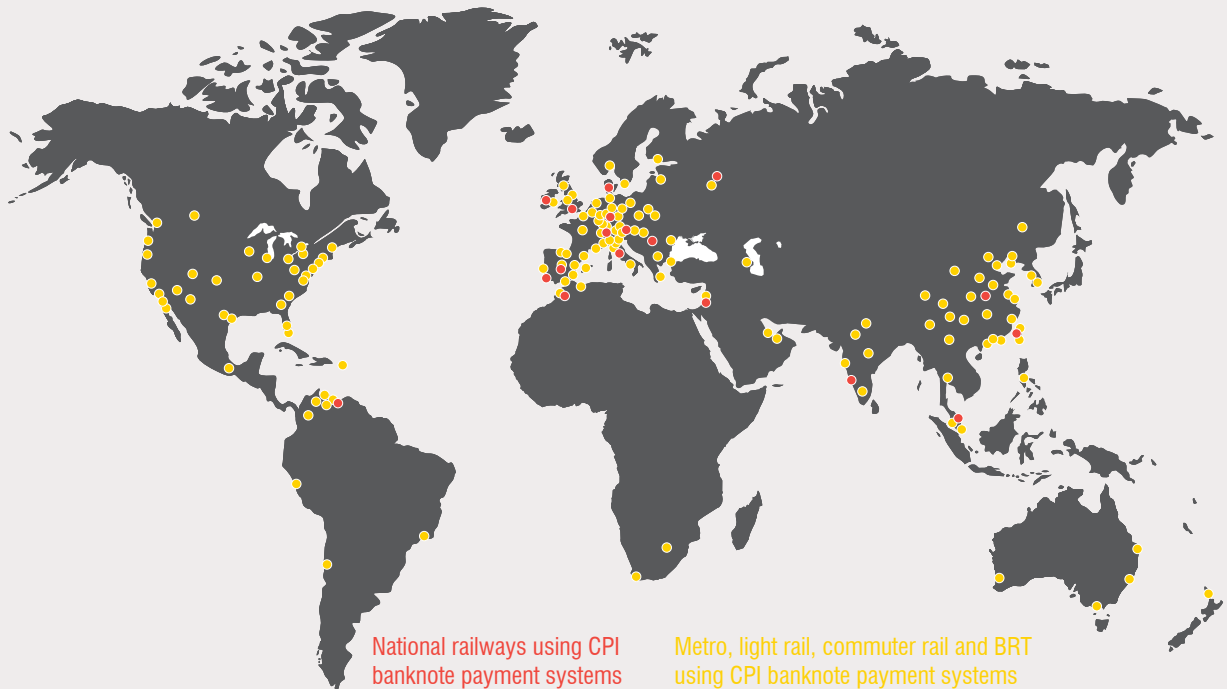 National railways using CPI
banknote payment systems
Metro, light rail, commuter rail and BRT
using CPI banknote payment systems